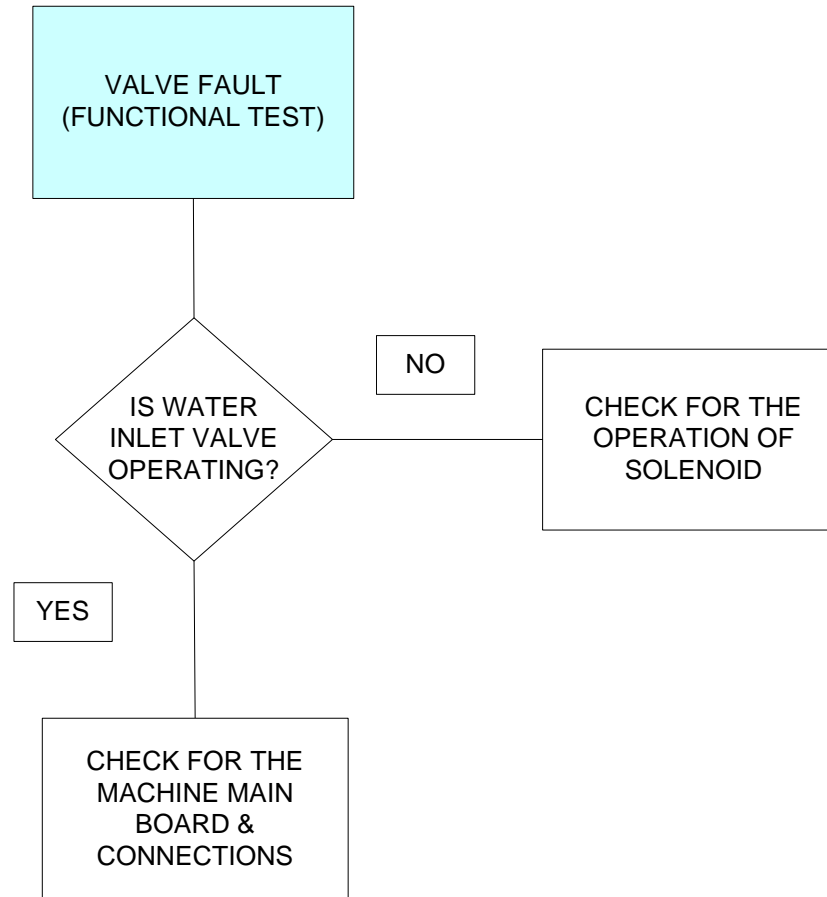 VALVE FAULT
(FUNCTIONAL TEST)
IS WATER
INLET VALVE
OPERATING?
NO
CHECK FOR THE
OPERATION OF
SOLENOID
YES
CHECK FOR THE
MACHINE MAIN
BOARD &
CONNECTIONS